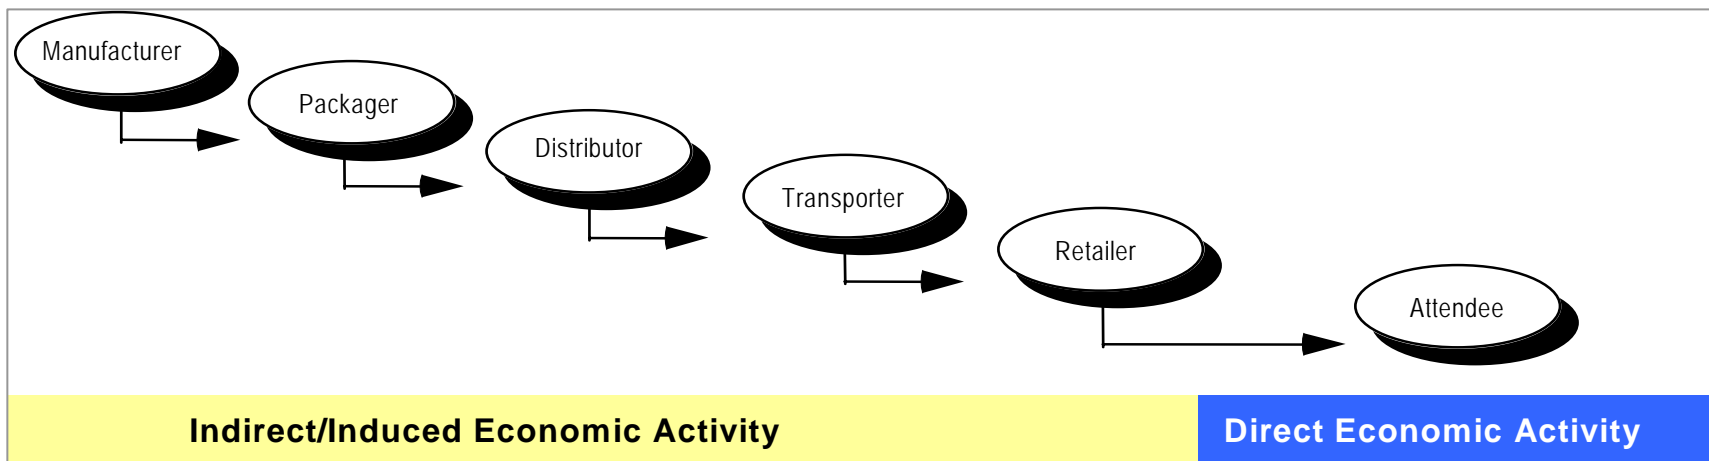 Manufacturer
Packager
Distributor
Transporter
Retailer
Attendee
Indirect/Induced Economic Activity
Direct Economic Activity